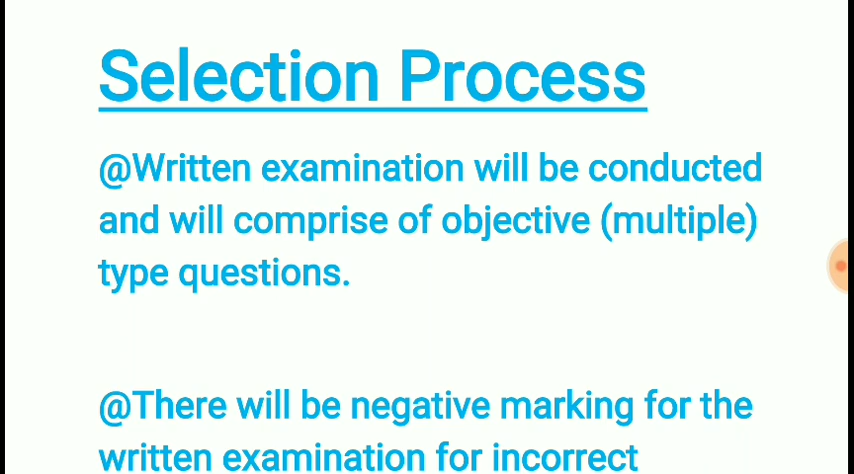 Selection Process
@Written examination will be conducted
and will comprise of objective (multiple)
type questions.
@There will be negative marking for the
written examination for incorrect